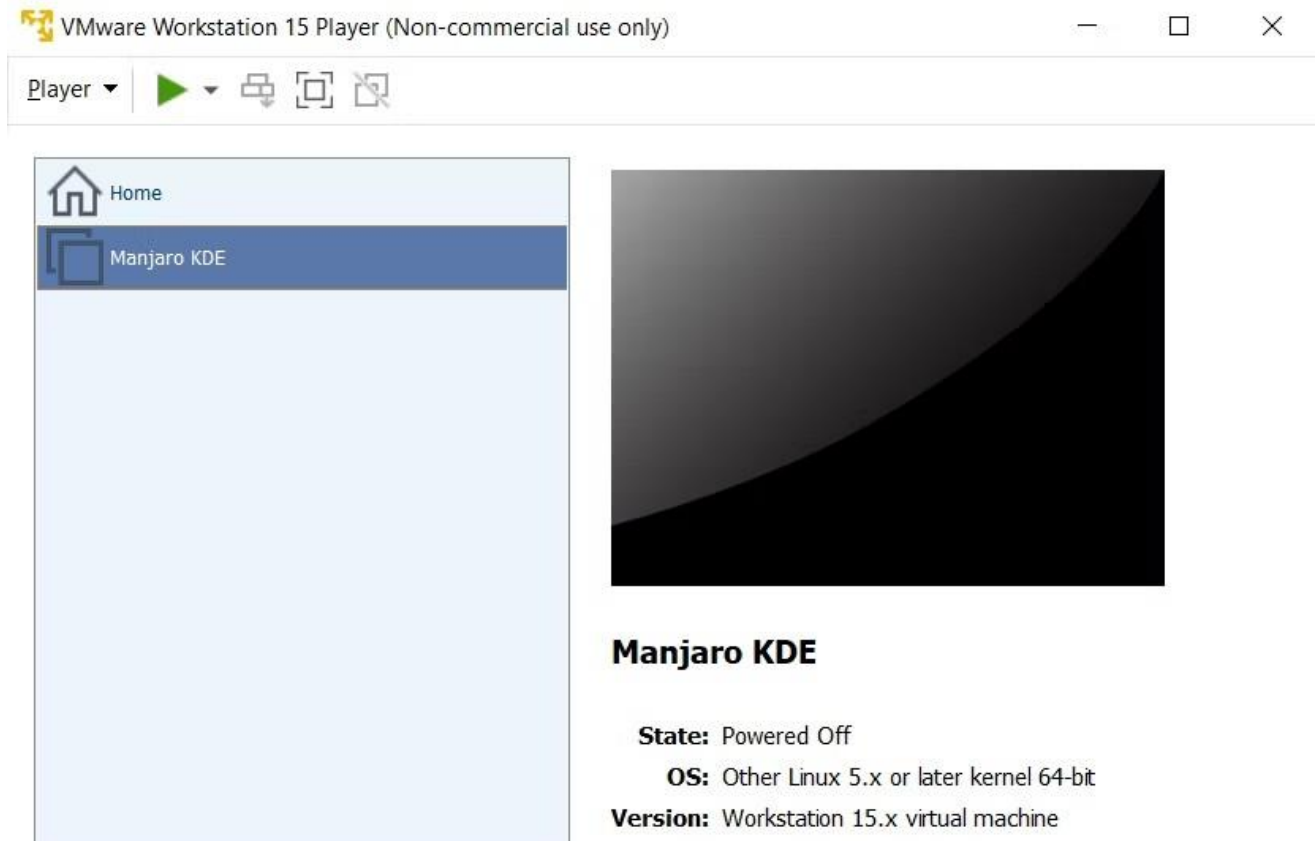 VMware Workstation 15 Player (Non-commercial use only)
Player
Home
Manjaro KDE
Manjaro KDE
State: Powered Off
OS: Other Linux 5.x or later kernel 64-bit
Version: Workstation 15.x virtual machine